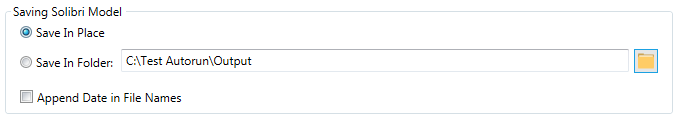 Saving Solibri Model
Save In Place
Save In Folder: C:\Test Autorun\Output
Append Date in File Names